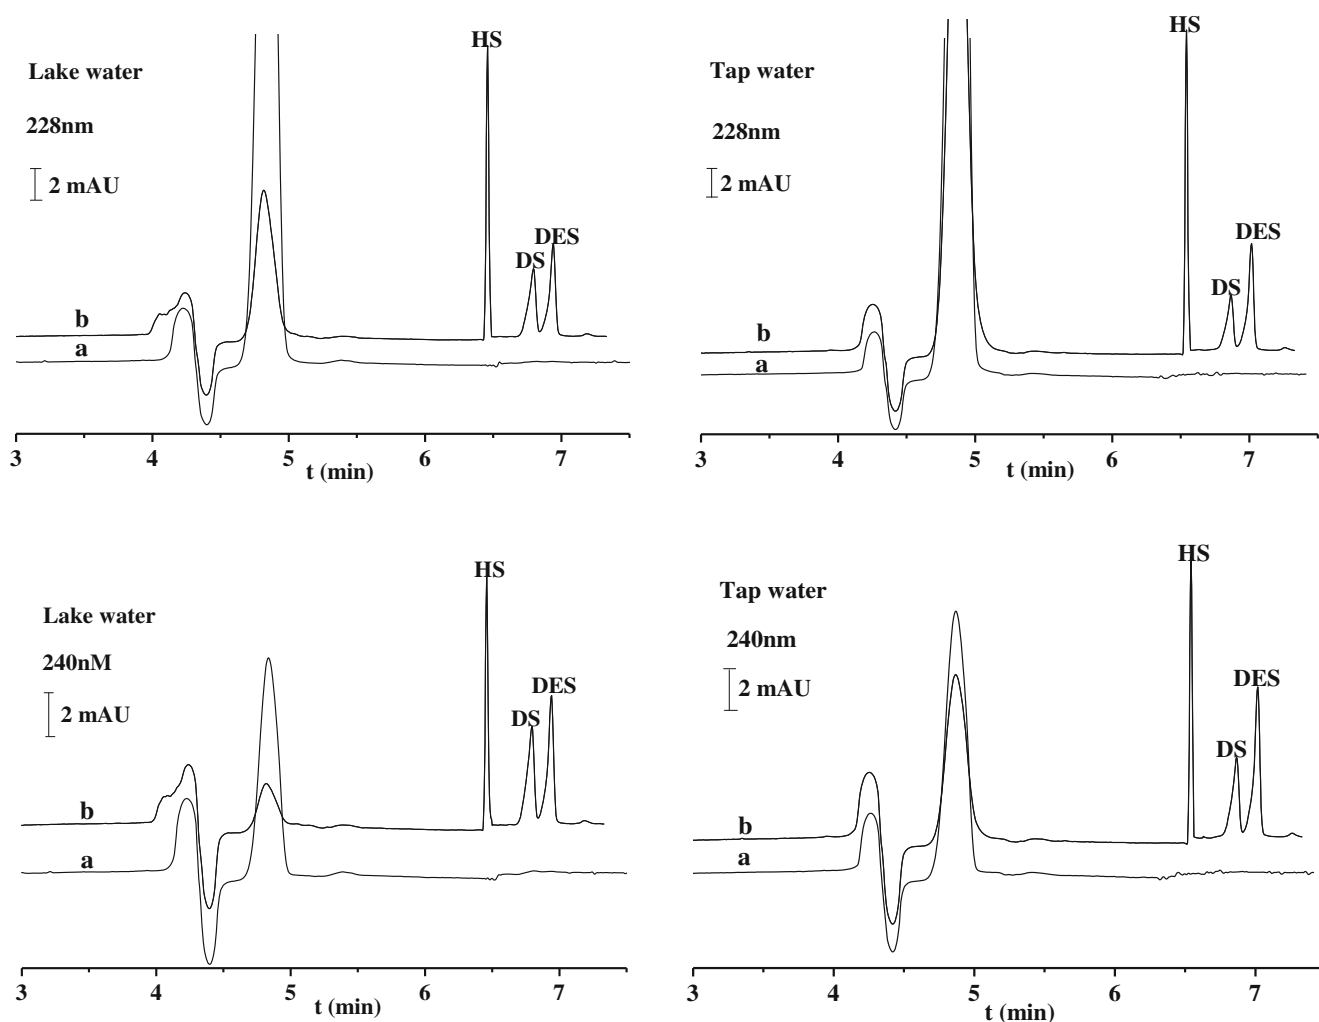 HS
Lake water
228nm
2 mAU
DES
DS
b
a
3 4 5 6 7
t (min)
HS
Tap water
228nm
2 mAU
DES
DS
b
a
3 4 5 6 7
t (min)
HS
Lake water
240nM
2 mAU
DES
DS
b
a
3 4 5 6 7
t (min)
HS
Tap water
240nm
2 mAU
DES
DS
b
a
3 4 5 6 7
t (min)